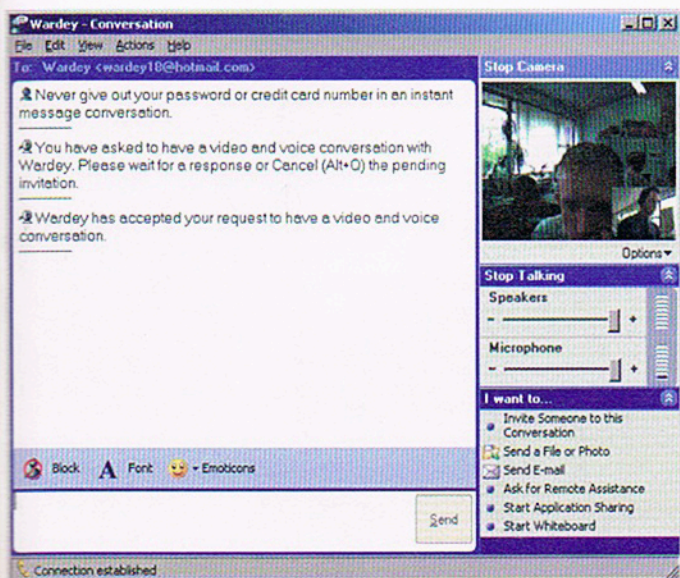 Wardey - Conversation
File Edit View Actions Help
To: Wardey <wardey18@hotmail.com>
Never give out your password or credit card number in an instant
message conversation.
You have asked to have a video and voice conversation with
Wardey. Please wait for a response or Cancel (Alt+Q) the pending
invitation.
Wardey has accepted your request to have a video and voice
conversation.
Block A Font Emoticons
Send
Connection established
Stop Camera
Options
Stop Talking
Speakers
- +
Microphone
- +
I want to...
Invite Someone to this
Conversation
Send a File or Photo
Send E-mail
Ask for Remote Assistance
Start Application Sharing
Start Whiteboard